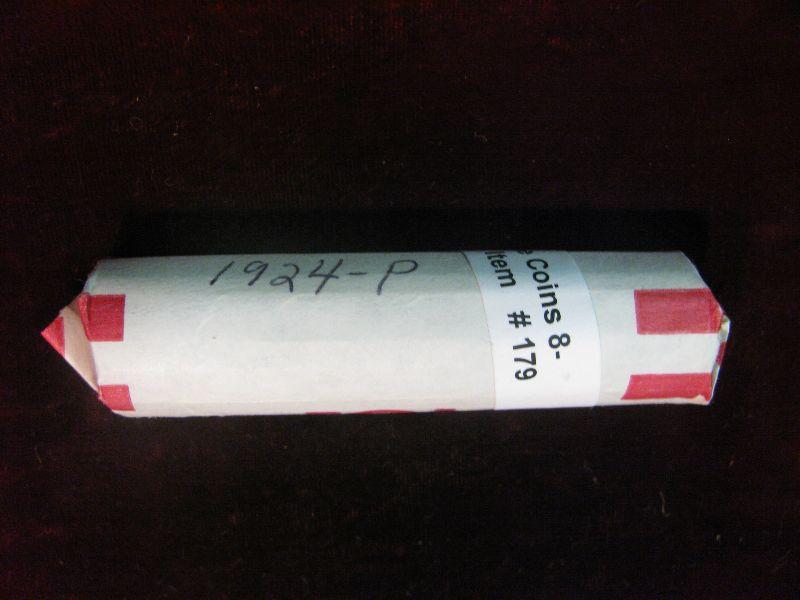 1924-P
e Coins 8-
Item # 179